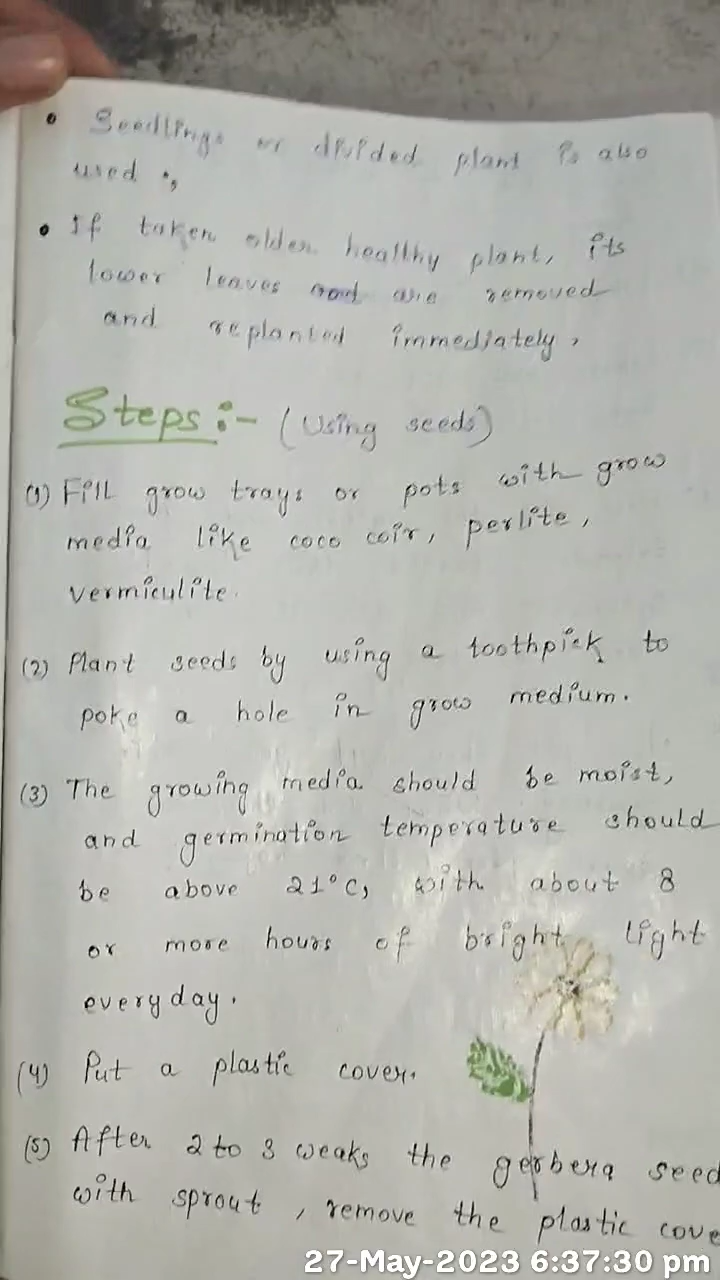 • Seedlings or divided plant is also
used.,
• If taken older healthy plant, its
lower leaves are removed
and replanted immediately,
Steps:- (Using seeds)
(1) Fill grow trays or pots with grow
media like coco coir, perlite,
vermiculite.
(2) Plant seeds by using a toothpick to
poke a hole in grow medium.
(3) The growing media should be moist,
and germination temperature should
be above 21°C, with about 8
or more hours of bright light
everyday.
(4) Put a plastic cover.
(5) After 2 to 3 weaks the gerbera seed
with sprout, remove the plastic cove
27-May-2023 6:37:30 pm